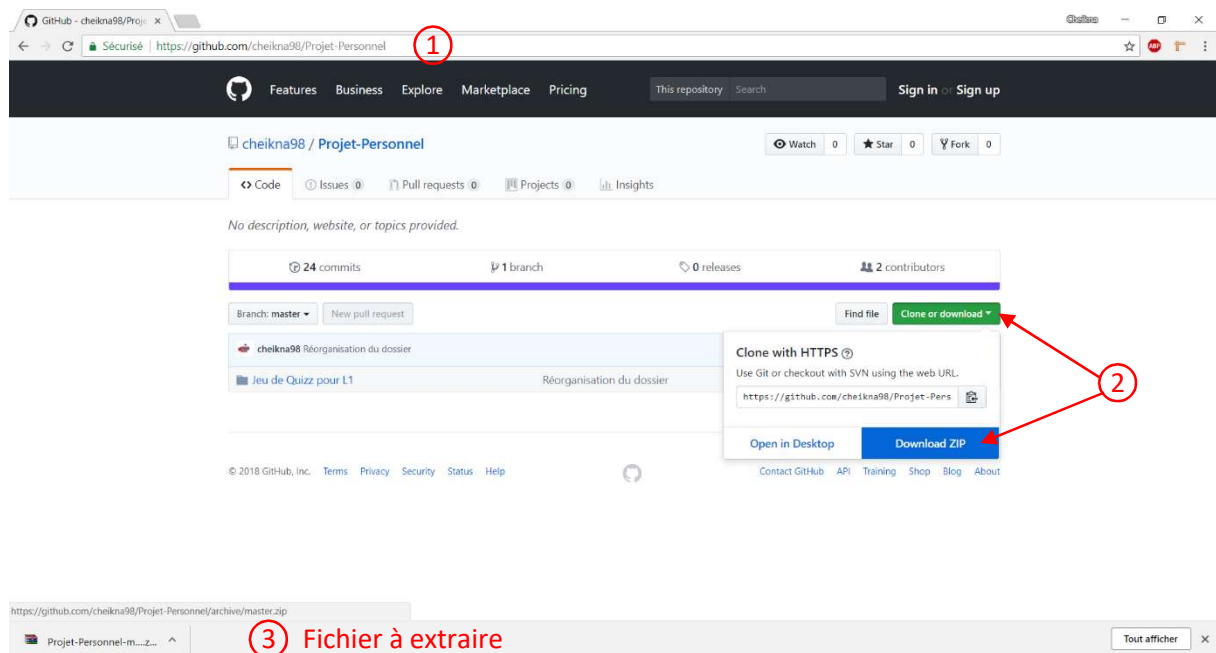 GitHub - cheikna98/Proje
Cheikna
Sécurisé | https://github.com/cheikna98/Projet-Personnel
1
ABP
Features Business Explore Marketplace Pricing This repository Search Sign in or Sign up
cheikna98 / Projet-Personnel
Watch 0 Star 0 Fork 0
Code Issues 0 Pull requests 0 Projects 0 Insights
No description, website, or topics provided.
24 commits 1 branch 0 releases 2 contributors
Branch: master New pull request Find file Clone or download
cheikna98 Réorganisation du dossier
Jeu de Quizz pour L1 Réorganisation du dossier
Clone with HTTPS
Use Git or checkout with SVN using the web URL.
https://github.com/cheikna98/Projet-Pers
Open in Desktop Download ZIP
2
© 2018 GitHub, Inc. Terms Privacy Security Status Help Contact GitHub API Training Shop Blog About
https://github.com/cheikna98/Projet-Personnel/archive/master.zip
Projet-Personnel-m....z...
3 Fichier à extraire
Tout afficher